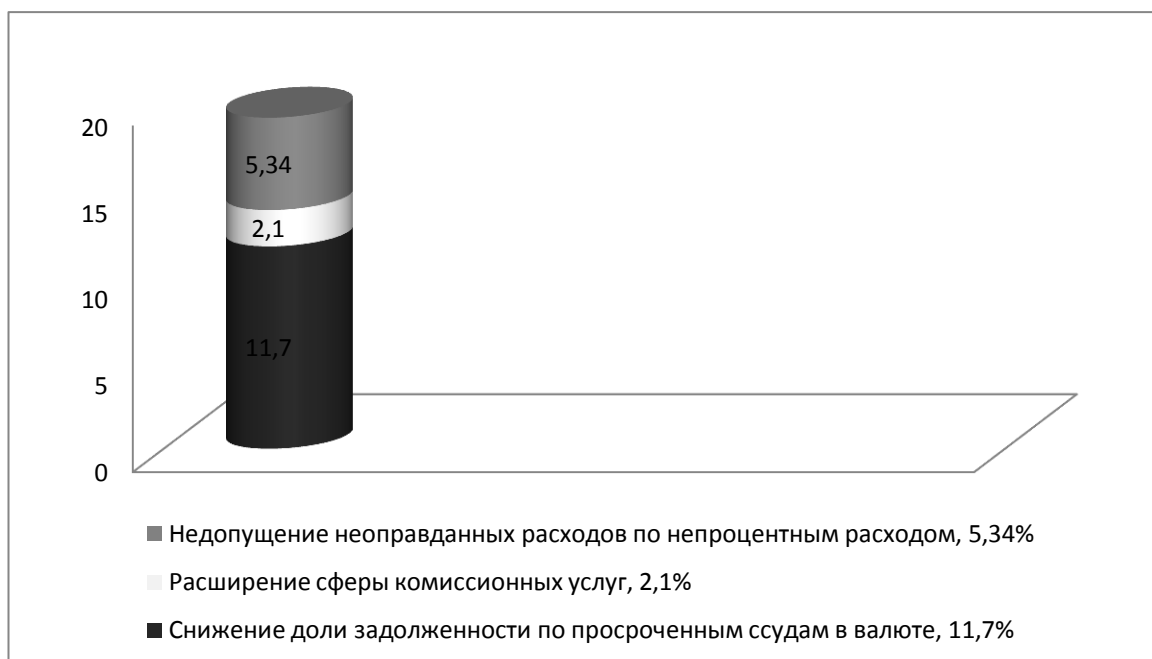 20
15
10
5
0
5,34
2,1
11,7
Недопущение неоправданных расходов по непроцентным расходом, 5,34%
Расширение сферы комиссионных услуг, 2,1%
Снижение доли задолженности по просроченным ссудам в валюте, 11,7%